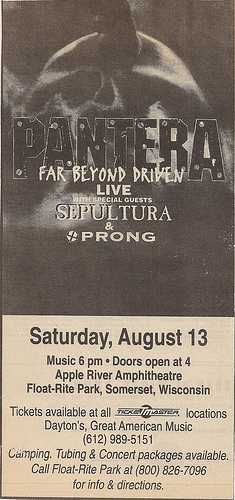 PANTERA
FAR BEYOND DRIVEN
LIVE
WITH SPECIAL GUESTS
SEPULTURA
&
PRONG
Saturday, August 13
Music 6 pm • Doors open at 4
Apple River Amphitheatre
Float-Rite Park, Somerset, Wisconsin
Tickets available at all TICKETMASTER locations
Dayton's, Great American Music
(612) 989-5151
Camping. Tubing & Concert packages available.
Call Float-Rite Park at (800) 826-7096
for info & directions.